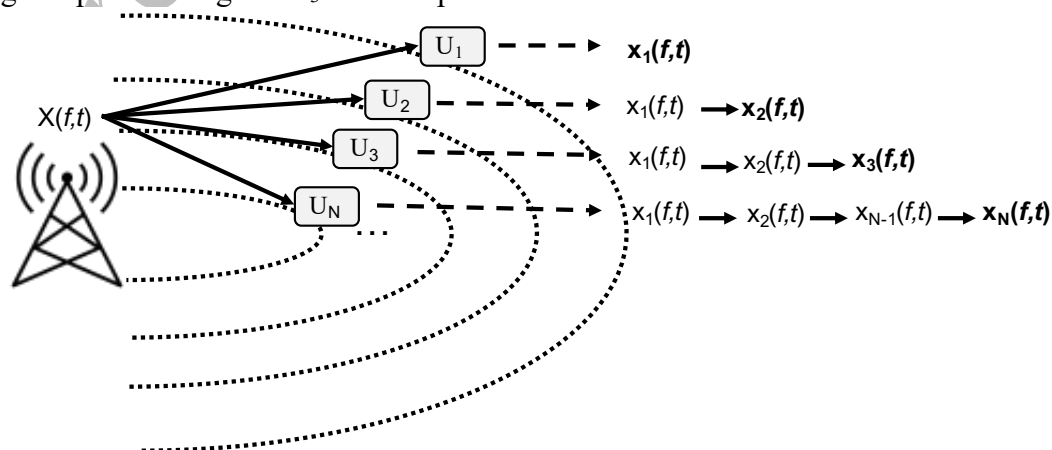 U1
x1(f,t)
X(f,t)
U2
x1(f,t) x2(f,t)
U3
x1(f,t) x2(f,t) x3(f,t)
UN
x1(f,t) x2(f,t) xN-1(f,t) xN(f,t)
...